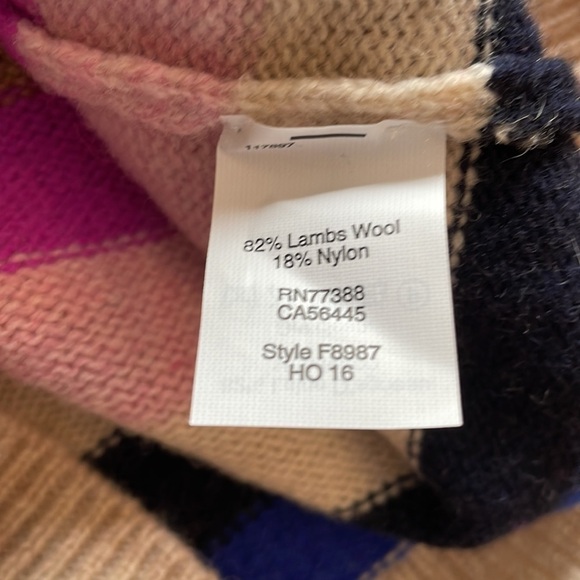 82% Lambs Wool
18% Nylon
RN77388
CA56445
Style F8987
HO 16